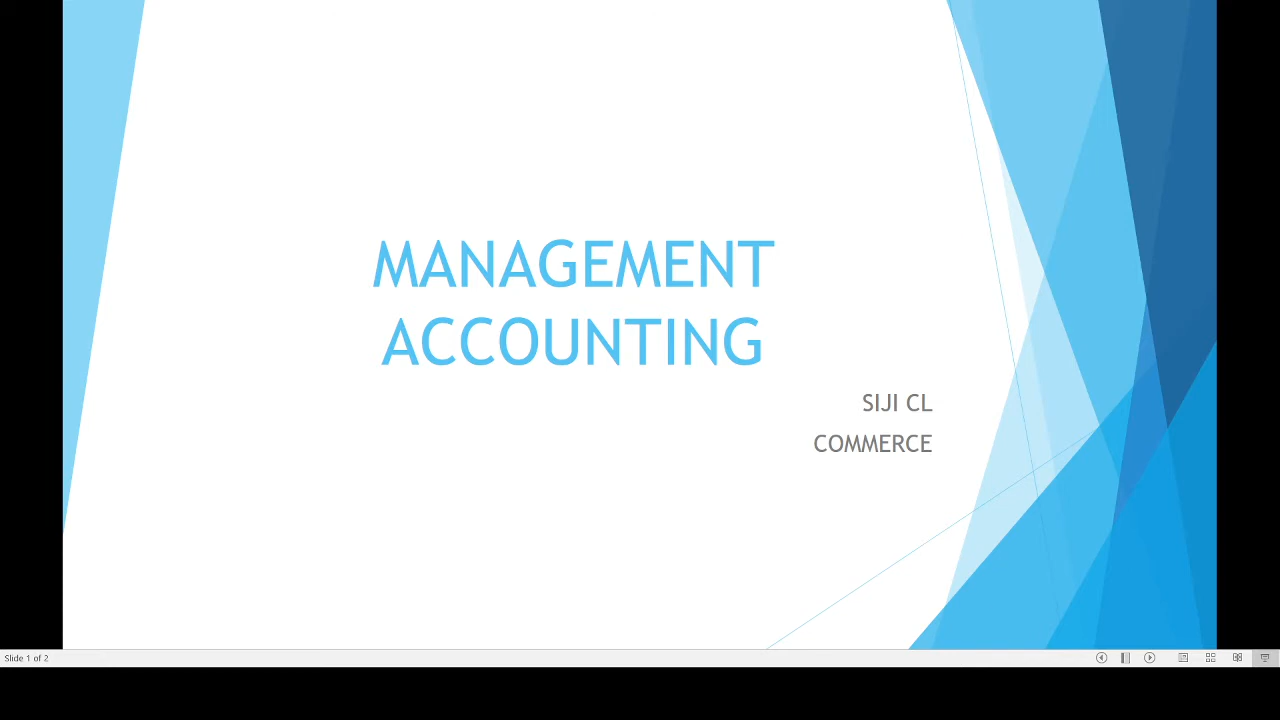 MANAGEMENT
ACCOUNTING
SIJI CL
COMMERCE
Slide 1 of 2